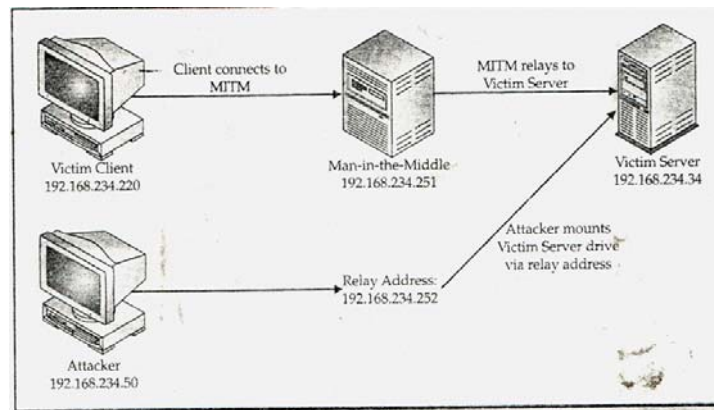 Client connects to
MITM
MITM relays to
Victim Server
Victim Client
192.168.234.220
Man-in-the-Middle
192.168.234.251
Victim Server
192.168.234.34
Attacker mounts
Victim Server drive
via relay address
Relay Address:
192.168.234.252
Attacker
192.168.234.50